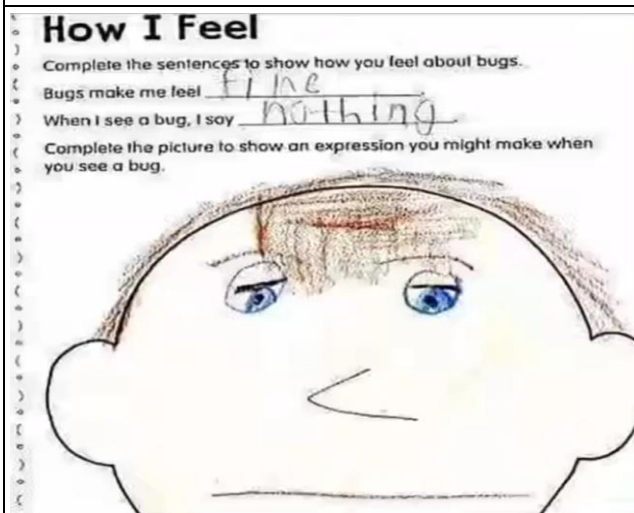 How I Feel
Complete the sentences to show how you feel about bugs.
Bugs make me feel fine.
When I see a bug, I say nothing.
Complete the picture to show an expression you might make when
you see a bug.